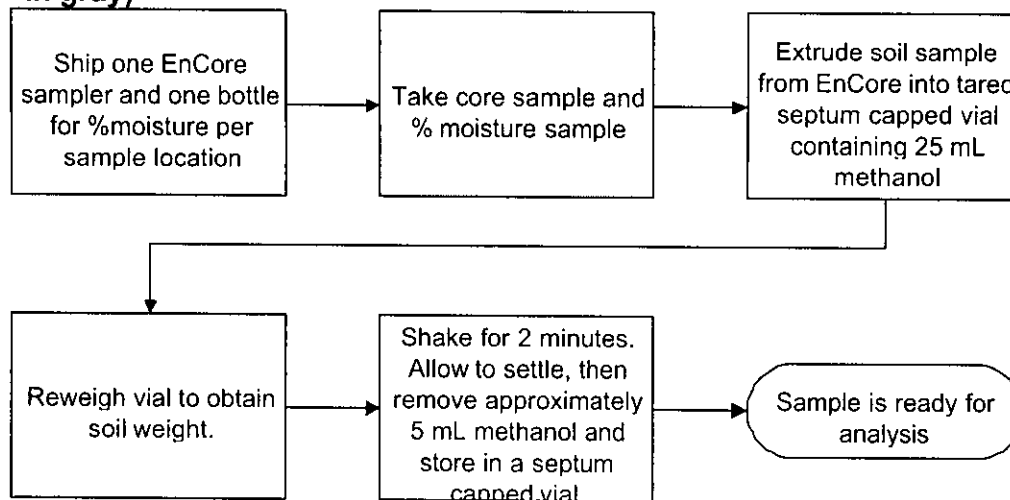 in gray)
Ship one EnCore
sampler and one bottle
for %moisture per
sample location
Take core sample and
% moisture sample
Extrude soil sample
from EnCore into tared
septum capped vial
containing 25 mL
methanol
Reweigh vial to obtain
soil weight.
Shake for 2 minutes.
Allow to settle, then
remove approximately
5 mL methanol and
store in a septum
capped vial
Sample is ready for
analysis